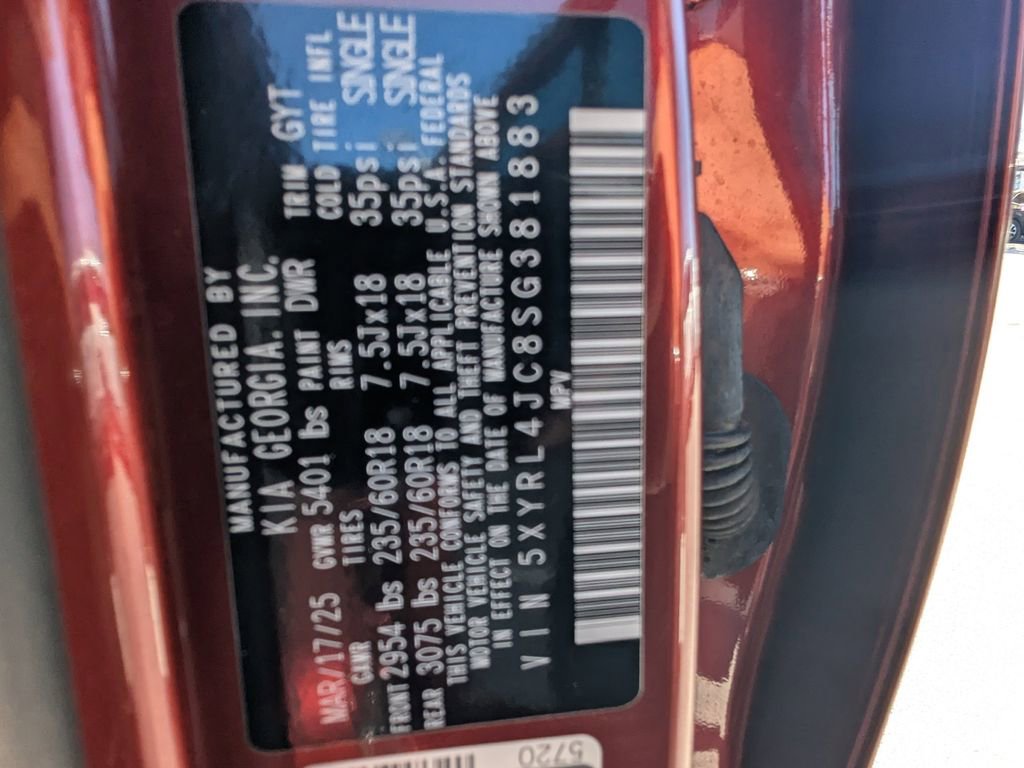 MANUFACTURED BY
KIA GEORGIA. INC.
MAR/17/25 GVWR 5401 lbs PAINT DWR TRIM GYT
GAWR TIRES RIMS COLD TIRE INFL
FRONT 2954 lbs 235/60R18 7.5Jx18 35psi SINGLE
REAR 3075 lbs 235/60R18 7.5Jx18 35psi SINGLE
THIS VEHICLE CONFORMS TO ALL APPLICABLE U.S.A. FEDERAL
MOTOR VEHICLE SAFETY AND THEFT PREVENTION STANDARDS
IN EFFECT ON THE DATE OF MANUFACTURE SHOWN ABOVE
VIN 5XYRL4JC8SG381883
MPV
5720